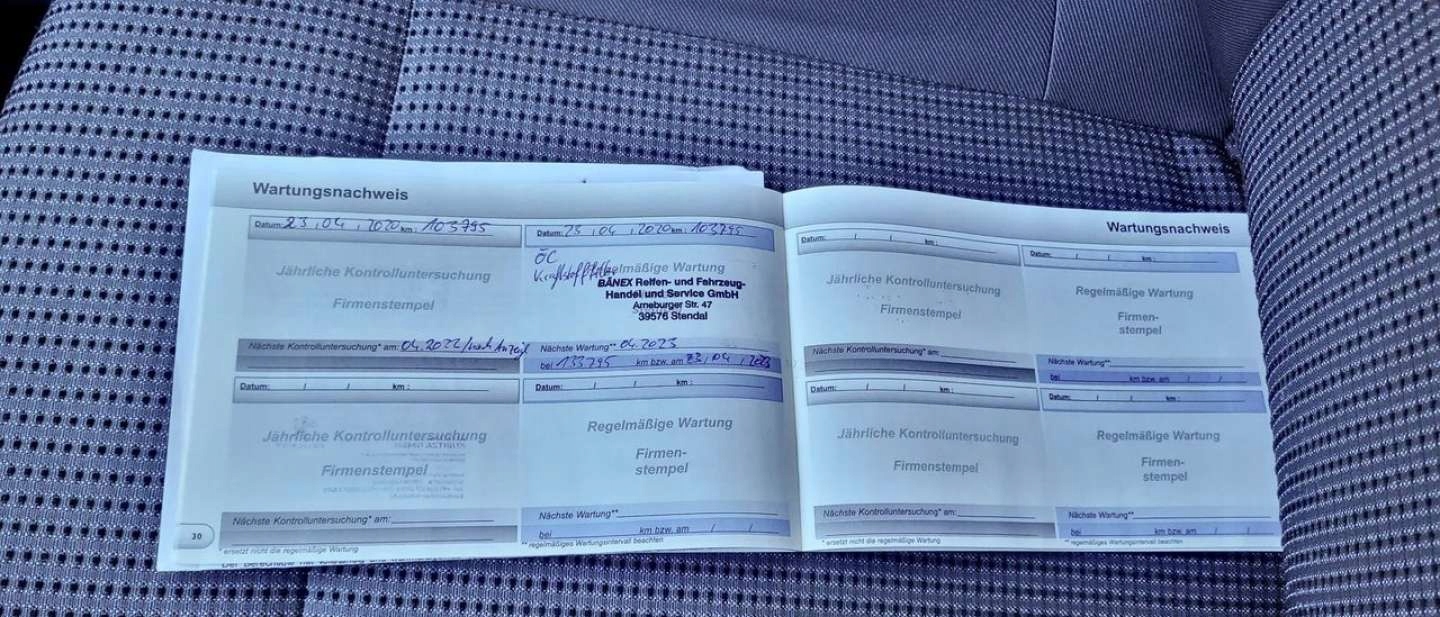 Wartungsnachweis
Datum: 23 / 04 / 2020 km: 103795
Jährliche Kontrolluntersuchung
Firmenstempel
Nächste Kontrolluntersuchung* am: 04.2022/nach Anzeige
Datum: 23 / 04 / 2020 km: 103795
ÖC
Kraftstofffilter
Regelmäßige Wartung
BÄNEX Reifen- und Fahrzeug-
Handel und Service GmbH
Arneburger Str. 47
39576 Stendal
Nächste Wartung** 04.2023
bei 133795 km bzw. am 23 / 04 / 2023
Datum: / / km :
Jährliche Kontrolluntersuchung
Firmenstempel
Nächste Kontrolluntersuchung* am:
* ersetzt nicht die regelmäßige Wartung
Datum: / / km :
Regelmäßige Wartung
Firmen-
stempel
Nächste Wartung**
bei km bzw. am / /
** regelmäßiges Wartungsintervall beachten
30
Wartungsnachweis
Datum: / / km :
Jährliche Kontrolluntersuchung
Firmenstempel
Nächste Kontrolluntersuchung* am:
Datum: / / km :
Regelmäßige Wartung
Firmen-
stempel
Nächste Wartung**
bei km bzw. am / /
Datum: / / km :
Jährliche Kontrolluntersuchung
Firmenstempel
Nächste Kontrolluntersuchung* am:
* ersetzt nicht die regelmäßige Wartung
Datum: / / km :
Regelmäßige Wartung
Firmen-
stempel
Nächste Wartung**
bei km bzw. am / /
** regelmäßiges Wartungsintervall beachten